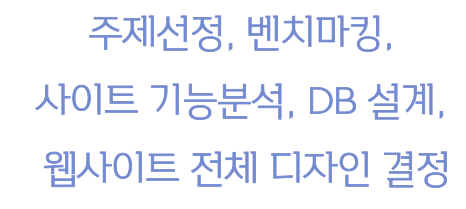 주제선정, 벤치마킹,
사이트 기능분석, DB 설계,
웹사이트 전체 디자인 결정